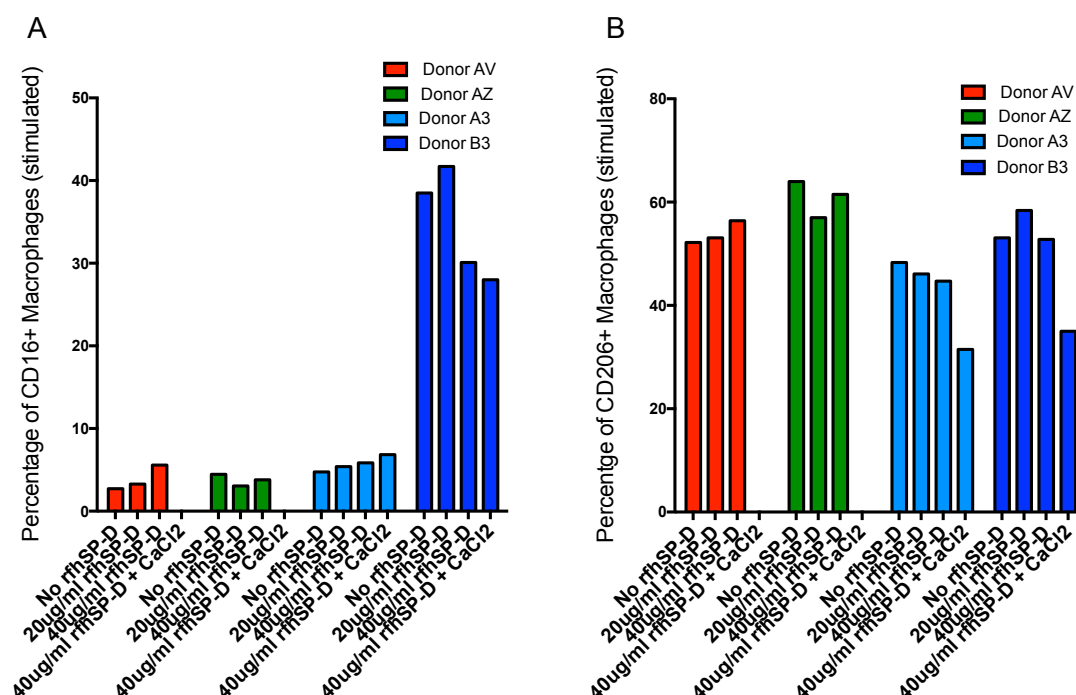 A
Percentage of CD16+ Macrophages (stimulated)
Donor AV
Donor AZ
Donor A3
Donor B3
50
40
30
20
10
0
No rfhSP-D
20ug/ml rfhSP-D
40ug/ml rfhSP-D
40ug/ml rfhSP-D + CaCl2
No rfhSP-D
20ug/ml rfhSP-D
40ug/ml rfhSP-D
40ug/ml rfhSP-D + CaCl2
No rfhSP-D
20ug/ml rfhSP-D
40ug/ml rfhSP-D
40ug/ml rfhSP-D + CaCl2
No rfhSP-D
20ug/ml rfhSP-D
40ug/ml rfhSP-D
40ug/ml rfhSP-D + CaCl2
B
Percentge of CD206+ Macrophages (stimulated)
Donor AV
Donor AZ
Donor A3
Donor B3
80
60
40
20
0
No rfhSP-D
20ug/ml rfhSP-D
40ug/ml rfhSP-D
40ug/ml rfhSP-D + CaCl2
No rfhSP-D
20ug/ml rfhSP-D
40ug/ml rfhSP-D
40ug/ml rfhSP-D + CaCl2
No rfhSP-D
20ug/ml rfhSP-D
40ug/ml rfhSP-D
40ug/ml rfhSP-D + CaCl2
No rfhSP-D
20ug/ml rfhSP-D
40ug/ml rfhSP-D
40ug/ml rfhSP-D + CaCl2